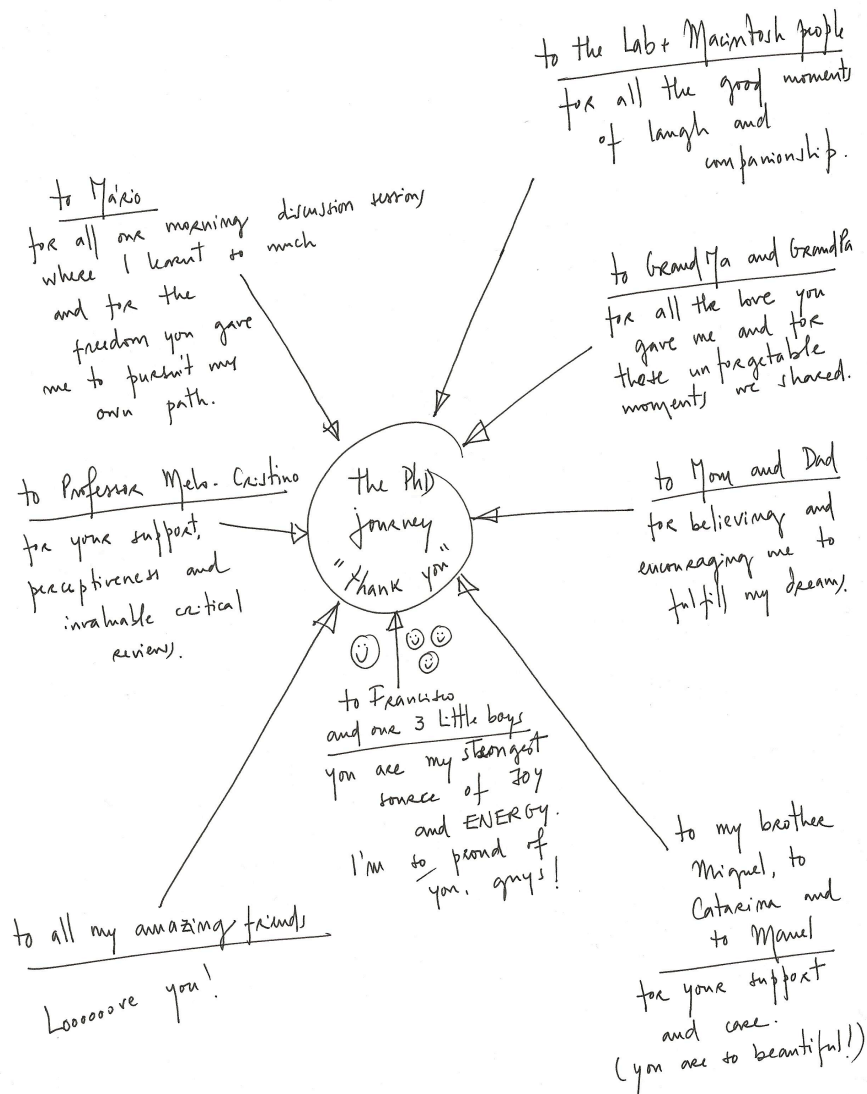 to the Lab + Macintosh people
for all the good moments
of laugh and
companionship.
to Mário
for all our morning discussion sessions
where I learnt so much
and for the
freedom you gave
me to pursuit my
own path.
to GrandMa and GrandPa
for all the love you
gave me and for
those unforgetable
moments we shared.
to Professor Melo-Cristino
for your support,
perceptiveness and
invaluable critical
reviews.
the PhD
journey
"thank you"
to Mom and Dad
for believing and
encouraging me to
fulfill my dreams.
to Francisco
and our 3 little boys
you are my strongest
source of JOY
and ENERGY.
I'm so proud of
you, guys!
to all my amazing friends
Loooooove you!
to my brother
Miguel, to
Catarina and
to Manel
for your support
and care.
(you are so beautiful!)